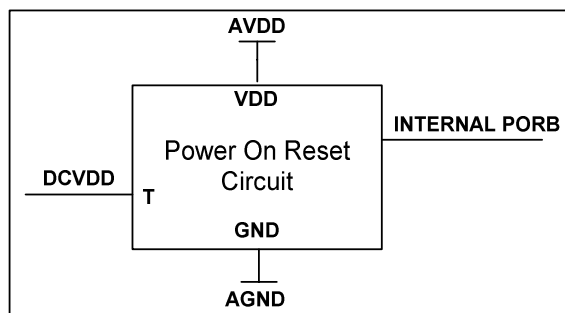 AVDD
VDD
INTERNAL PORB
Power On Reset
Circuit
DCVDD
T
GND
AGND